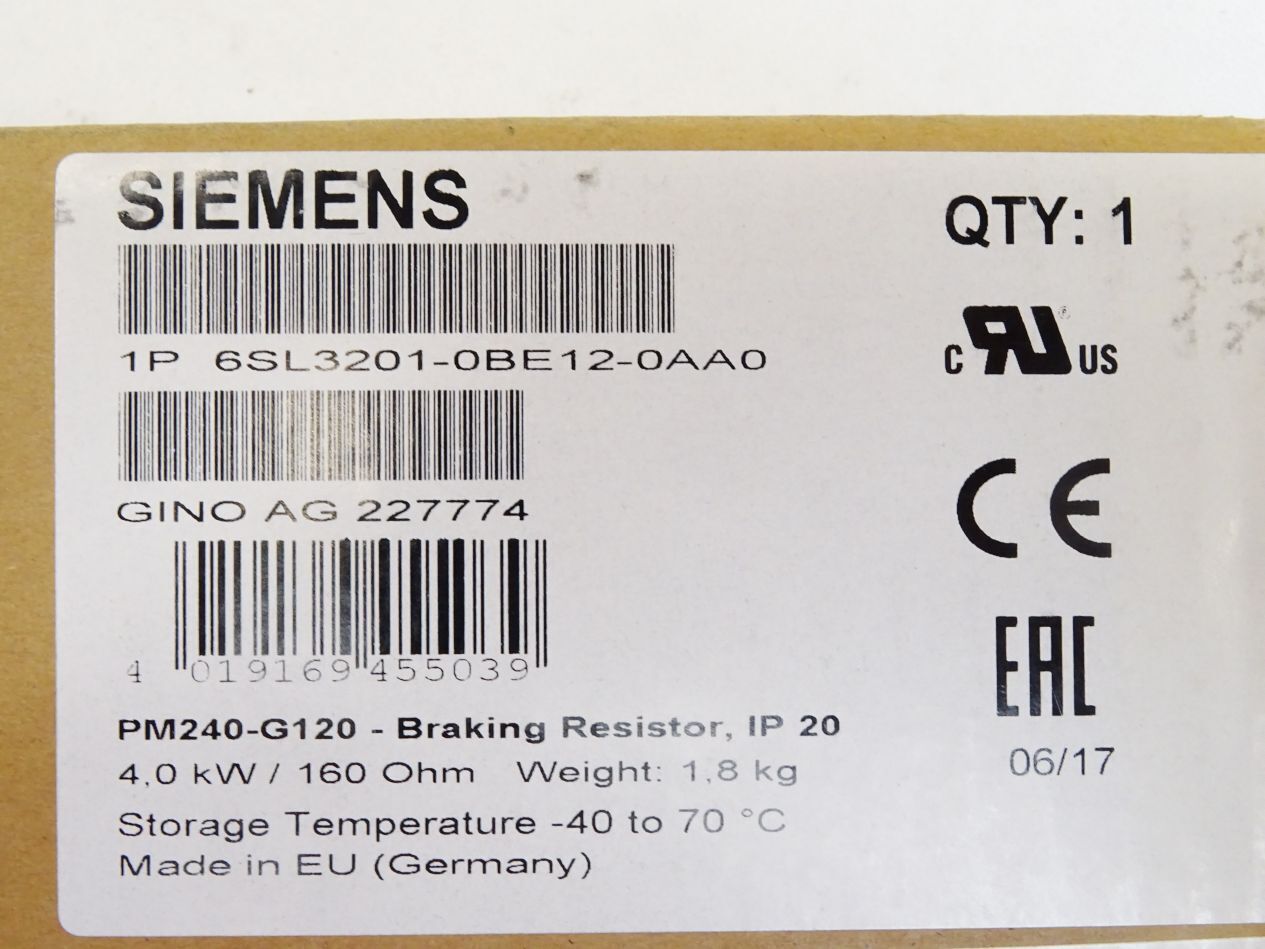 SIEMENS
QTY: 1
1P 6SL3201-0BE12-0AA0
c RU® US
CE
GINO AG 227774
4 019169 455039
EAC
PM240-G120 - Braking Resistor, IP 20
4,0 kW / 160 Ohm Weight: 1,8 kg
06/17
Storage Temperature -40 to 70 °C
Made in EU (Germany)